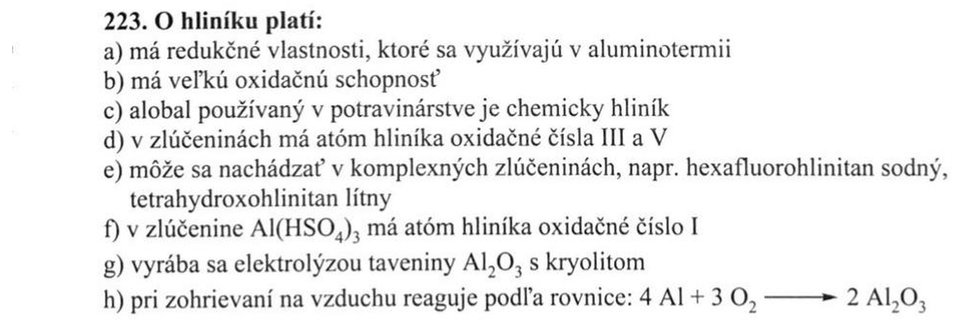 223. O hliníku platí:
a) má redukčné vlastnosti, ktoré sa využívajú v aluminotermii
b) má veľkú oxidačnú schopnosť
c) alobal používaný v potravinárstve je chemicky hliník
d) v zlúčeninách má atóm hliníka oxidačné čísla III a V
e) môže sa nachádzať v komplexných zlúčeninách, napr. hexafluorohlinitan sodný,
tetrahydroxohlinitan lítny
f) v zlúčenine Al(HSO₄)₃ má atóm hliníka oxidačné číslo I
g) vyrába sa elektrolýzou taveniny Al₂O₃ s kryolitom
h) pri zohrievaní na vzduchu reaguje podľa rovnice: 4 Al + 3 O₂ ⟶ 2 Al₂O₃